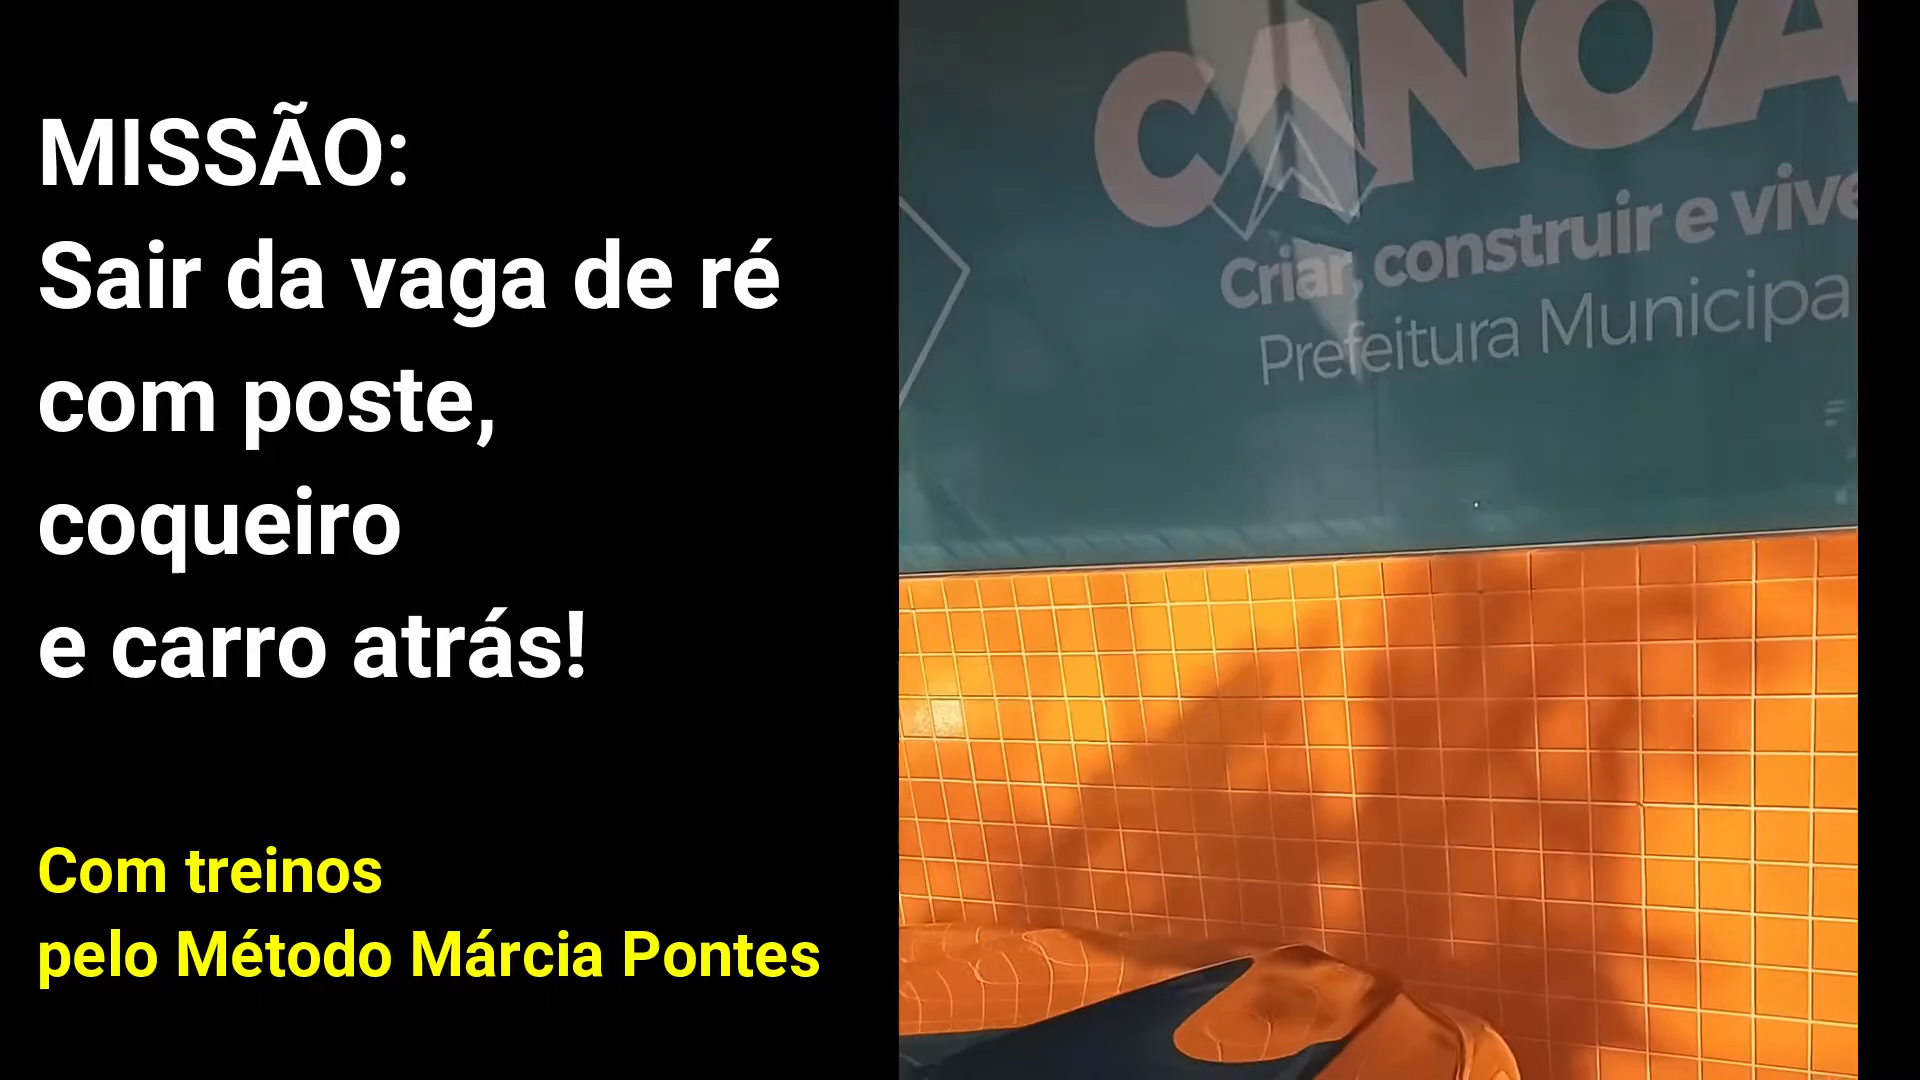 MISSÃO:
Sair da vaga de ré
com poste,
coqueiro
e carro atrás!
Com treinos
pelo Método Márcia Pontes
CANOA
Criar, construir e vive
Prefeitura Municipa